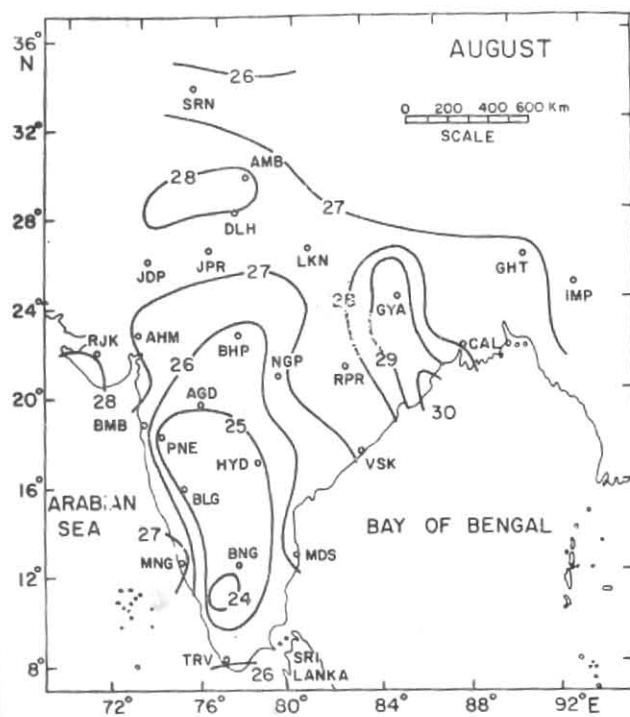 36°
N
AUGUST
26
SRN
0 200 400 600 Km
SCALE
32°
AMB
28
27
28°
DLH
JDP
JPR
LKN
GHT
IMP
27
24°
28
GYA
RJK
AHM
26
BHP
NGP
CAL
RPR
29
28
AGD
30
20°
BMB
25
PNE
HYD
VSK
16°
ARABIAN
SEA
BLG
BAY OF BENGAL
27
MNG
BNG
MDS
12°
24
TRV
SRI
LANKA
26
8°
72° 76° 80° 84° 88° 92°E